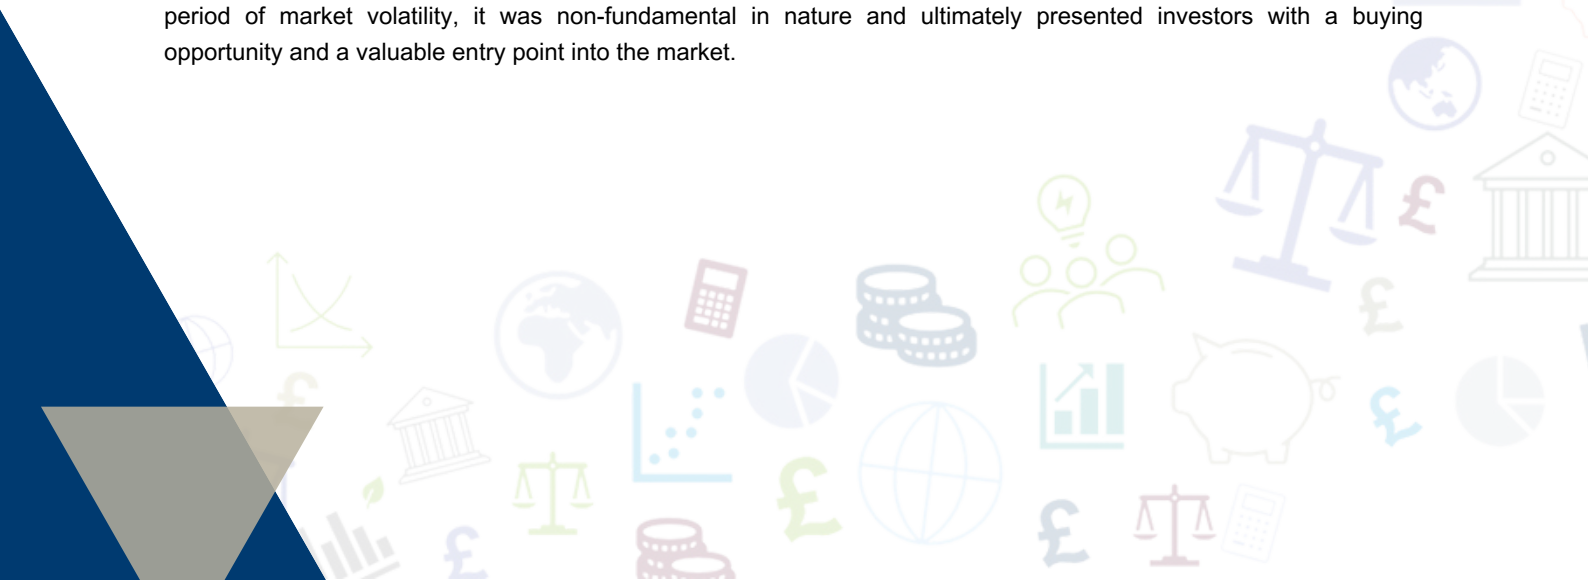 period of market volatility, it was non-fundamental in nature and ultimately presented investors with a buying
opportunity and a valuable entry point into the market.